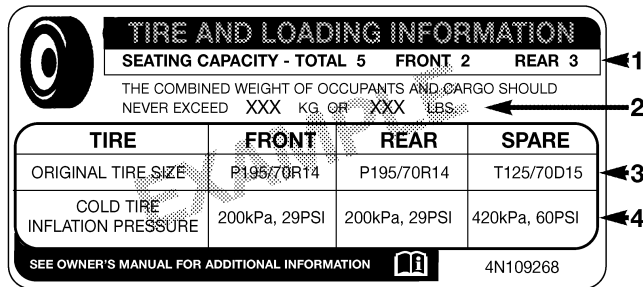 TIRE AND LOADING INFORMATION
SEATING CAPACITY - TOTAL 5 FRONT 2 REAR 3 1
THE COMBINED WEIGHT OF OCCUPANTS AND CARGO SHOULD
NEVER EXCEED XXX KG OR XXX LBS. 2
TIRE FRONT REAR SPARE
ORIGINAL TIRE SIZE P195/70R14 P195/70R14 T125/70D15 3
COLD TIRE
INFLATION PRESSURE 200kPa, 29PSI 200kPa, 29PSI 420kPa, 60PSI 4
SEE OWNER'S MANUAL FOR ADDITIONAL INFORMATION 4N109268
EXAMPLE